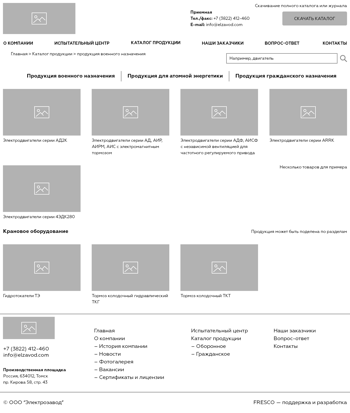 Скачивание полного каталога или журнала
Приемная
Тел./факс: +7 (3822) 412-460
E-mail: info@elzavod.com
СКАЧАТЬ КАТАЛОГ
О КОМПАНИИ
ИСПЫТАТЕЛЬНЫЙ ЦЕНТР
КАТАЛОГ ПРОДУКЦИИ
НАШИ ЗАКАЗЧИКИ
ВОПРОС-ОТВЕТ
КОНТАКТЫ
Главная > Каталог продукции > продукция военного назначения
Например, двигатель
Продукция военного назначения
Продукция для атомной энергетики
Продукция гражданского назначения
Электродвигатели серии АДЗК
Электродвигатели серии АД, АИР,
АИРМ, АИС с электромагнитным
тормозом
Электродвигатели серии АДФ, АИОФ
с независимой вентиляцией для
частотного регулируемого привода
Электродвигатели серии АМРК
Несколько товаров для примера
Электродвигатели серии 4ЗДК280
Крановое оборудование
Продукция может быть поделена по разделам
Гидротолкатели ТЭ
Тормоз колодочный гидравлический
ТКГ
Тормоз колодочный ТКТ
+7 (3822) 412-460
info@elzavod.com
Производственная площадка
Россия, 634012, Томск
пр. Кирова 58, стр. 43
Главная
О компании
– История компании
– Новости
– Фотогалерея
– Вакансии
– Сертификаты и лицензии
Испытательный центр
Каталог продукции
– Оборонное
– Гражданское
Наши заказчики
Вопрос-ответ
Контакты
© ООО "Электрозавод"
FRESCO — поддержка и разработка